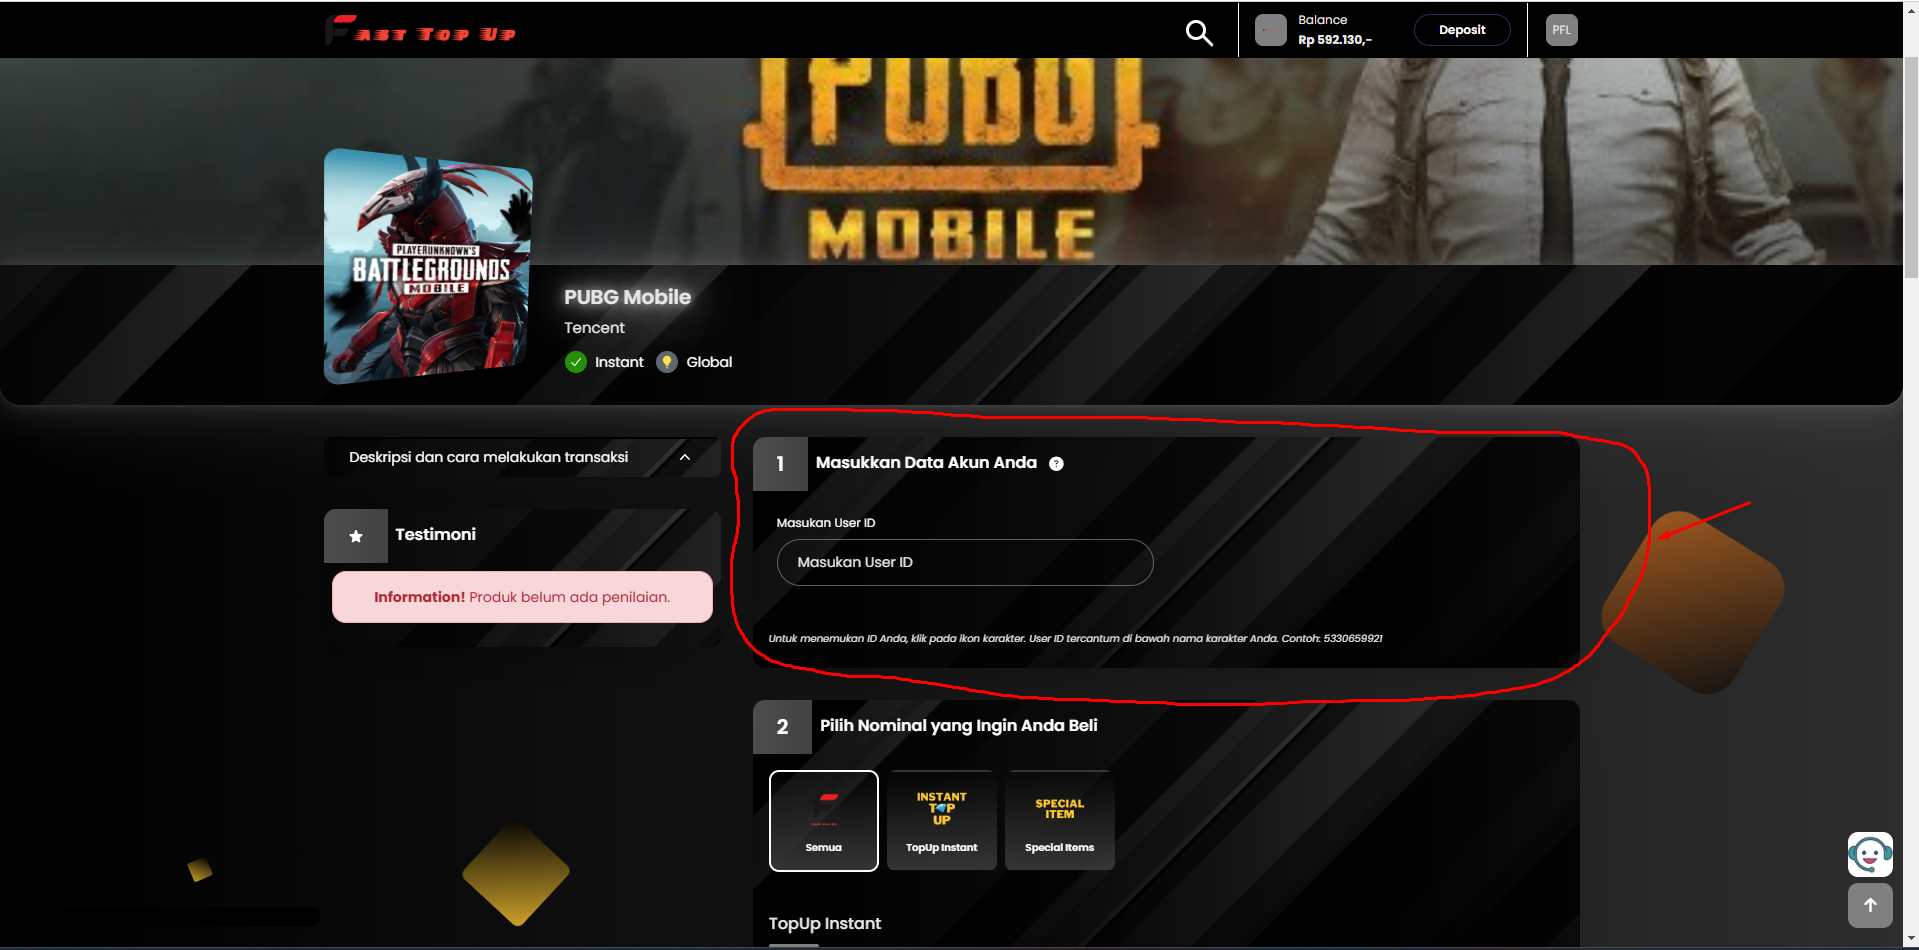 FAST TOP UP
Balance
Rp 592.130,-
Deposit
PFL
PUBG
MOBILE
PLAYERUNKNOWN'S
BATTLEGROUNDS
MOBILE
PUBG Mobile
Tencent
Instant
Global
Deskripsi dan cara melakukan transaksi
Testimoni
Information! Produk belum ada penilaian.
1
Masukkan Data Akun Anda
?
Masukan User ID
Masukan User ID
Untuk menemukan ID Anda, klik pada ikon karakter. User ID tercantum di bawah nama karakter Anda. Contoh: 5330659921
2
Pilih Nominal yang Ingin Anda Beli
Semua
INSTANT
TOP
UP
TopUp Instant
SPECIAL
ITEM
Special Items
TopUp Instant